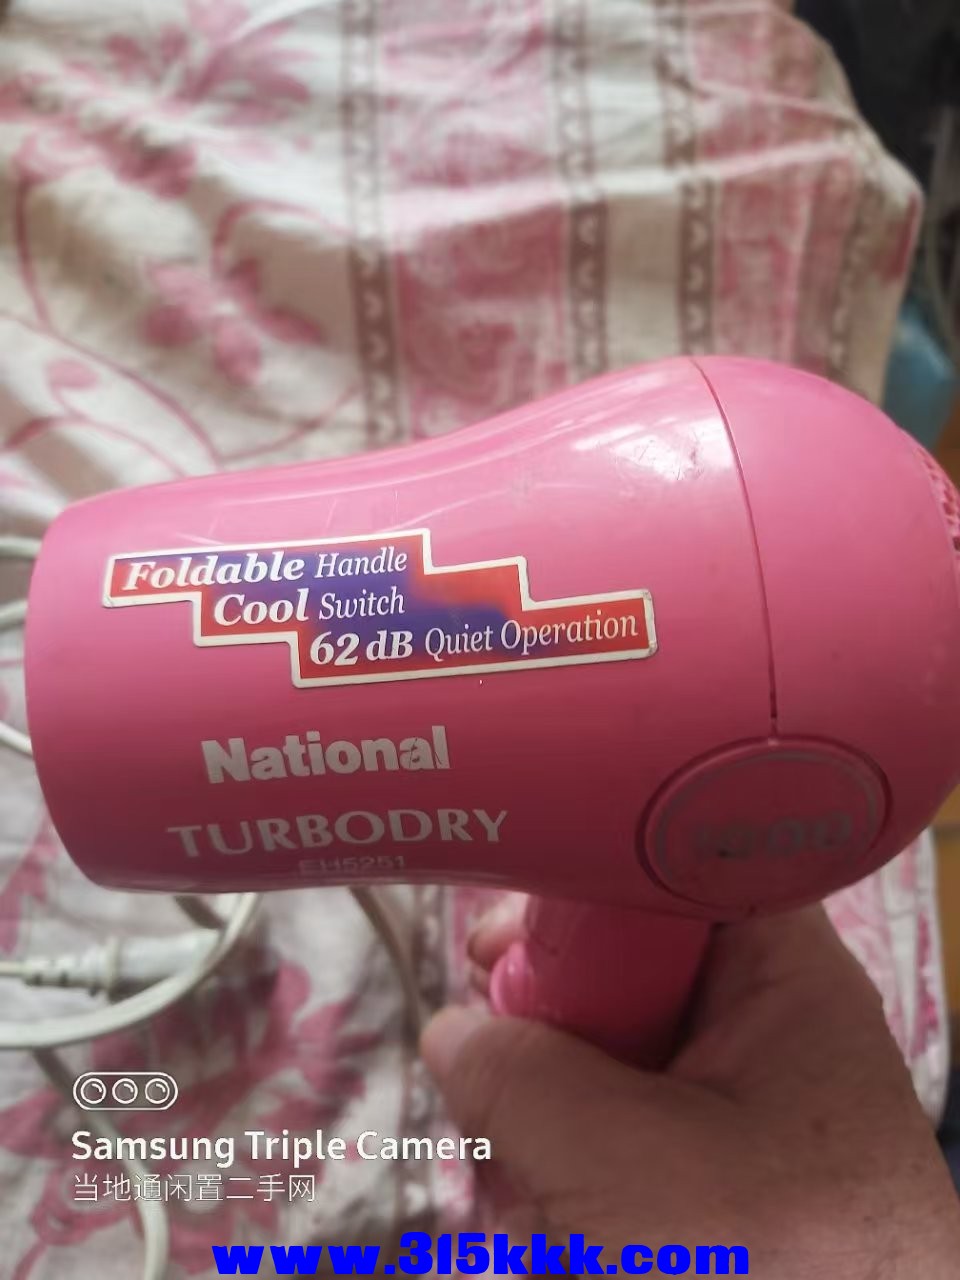 Foldable Handle
Cool Switch
62 dB Quiet Operation
National
TURBODRY
EH5251
Samsung Triple Camera
当地通闲置二手网
www.315kkk.com